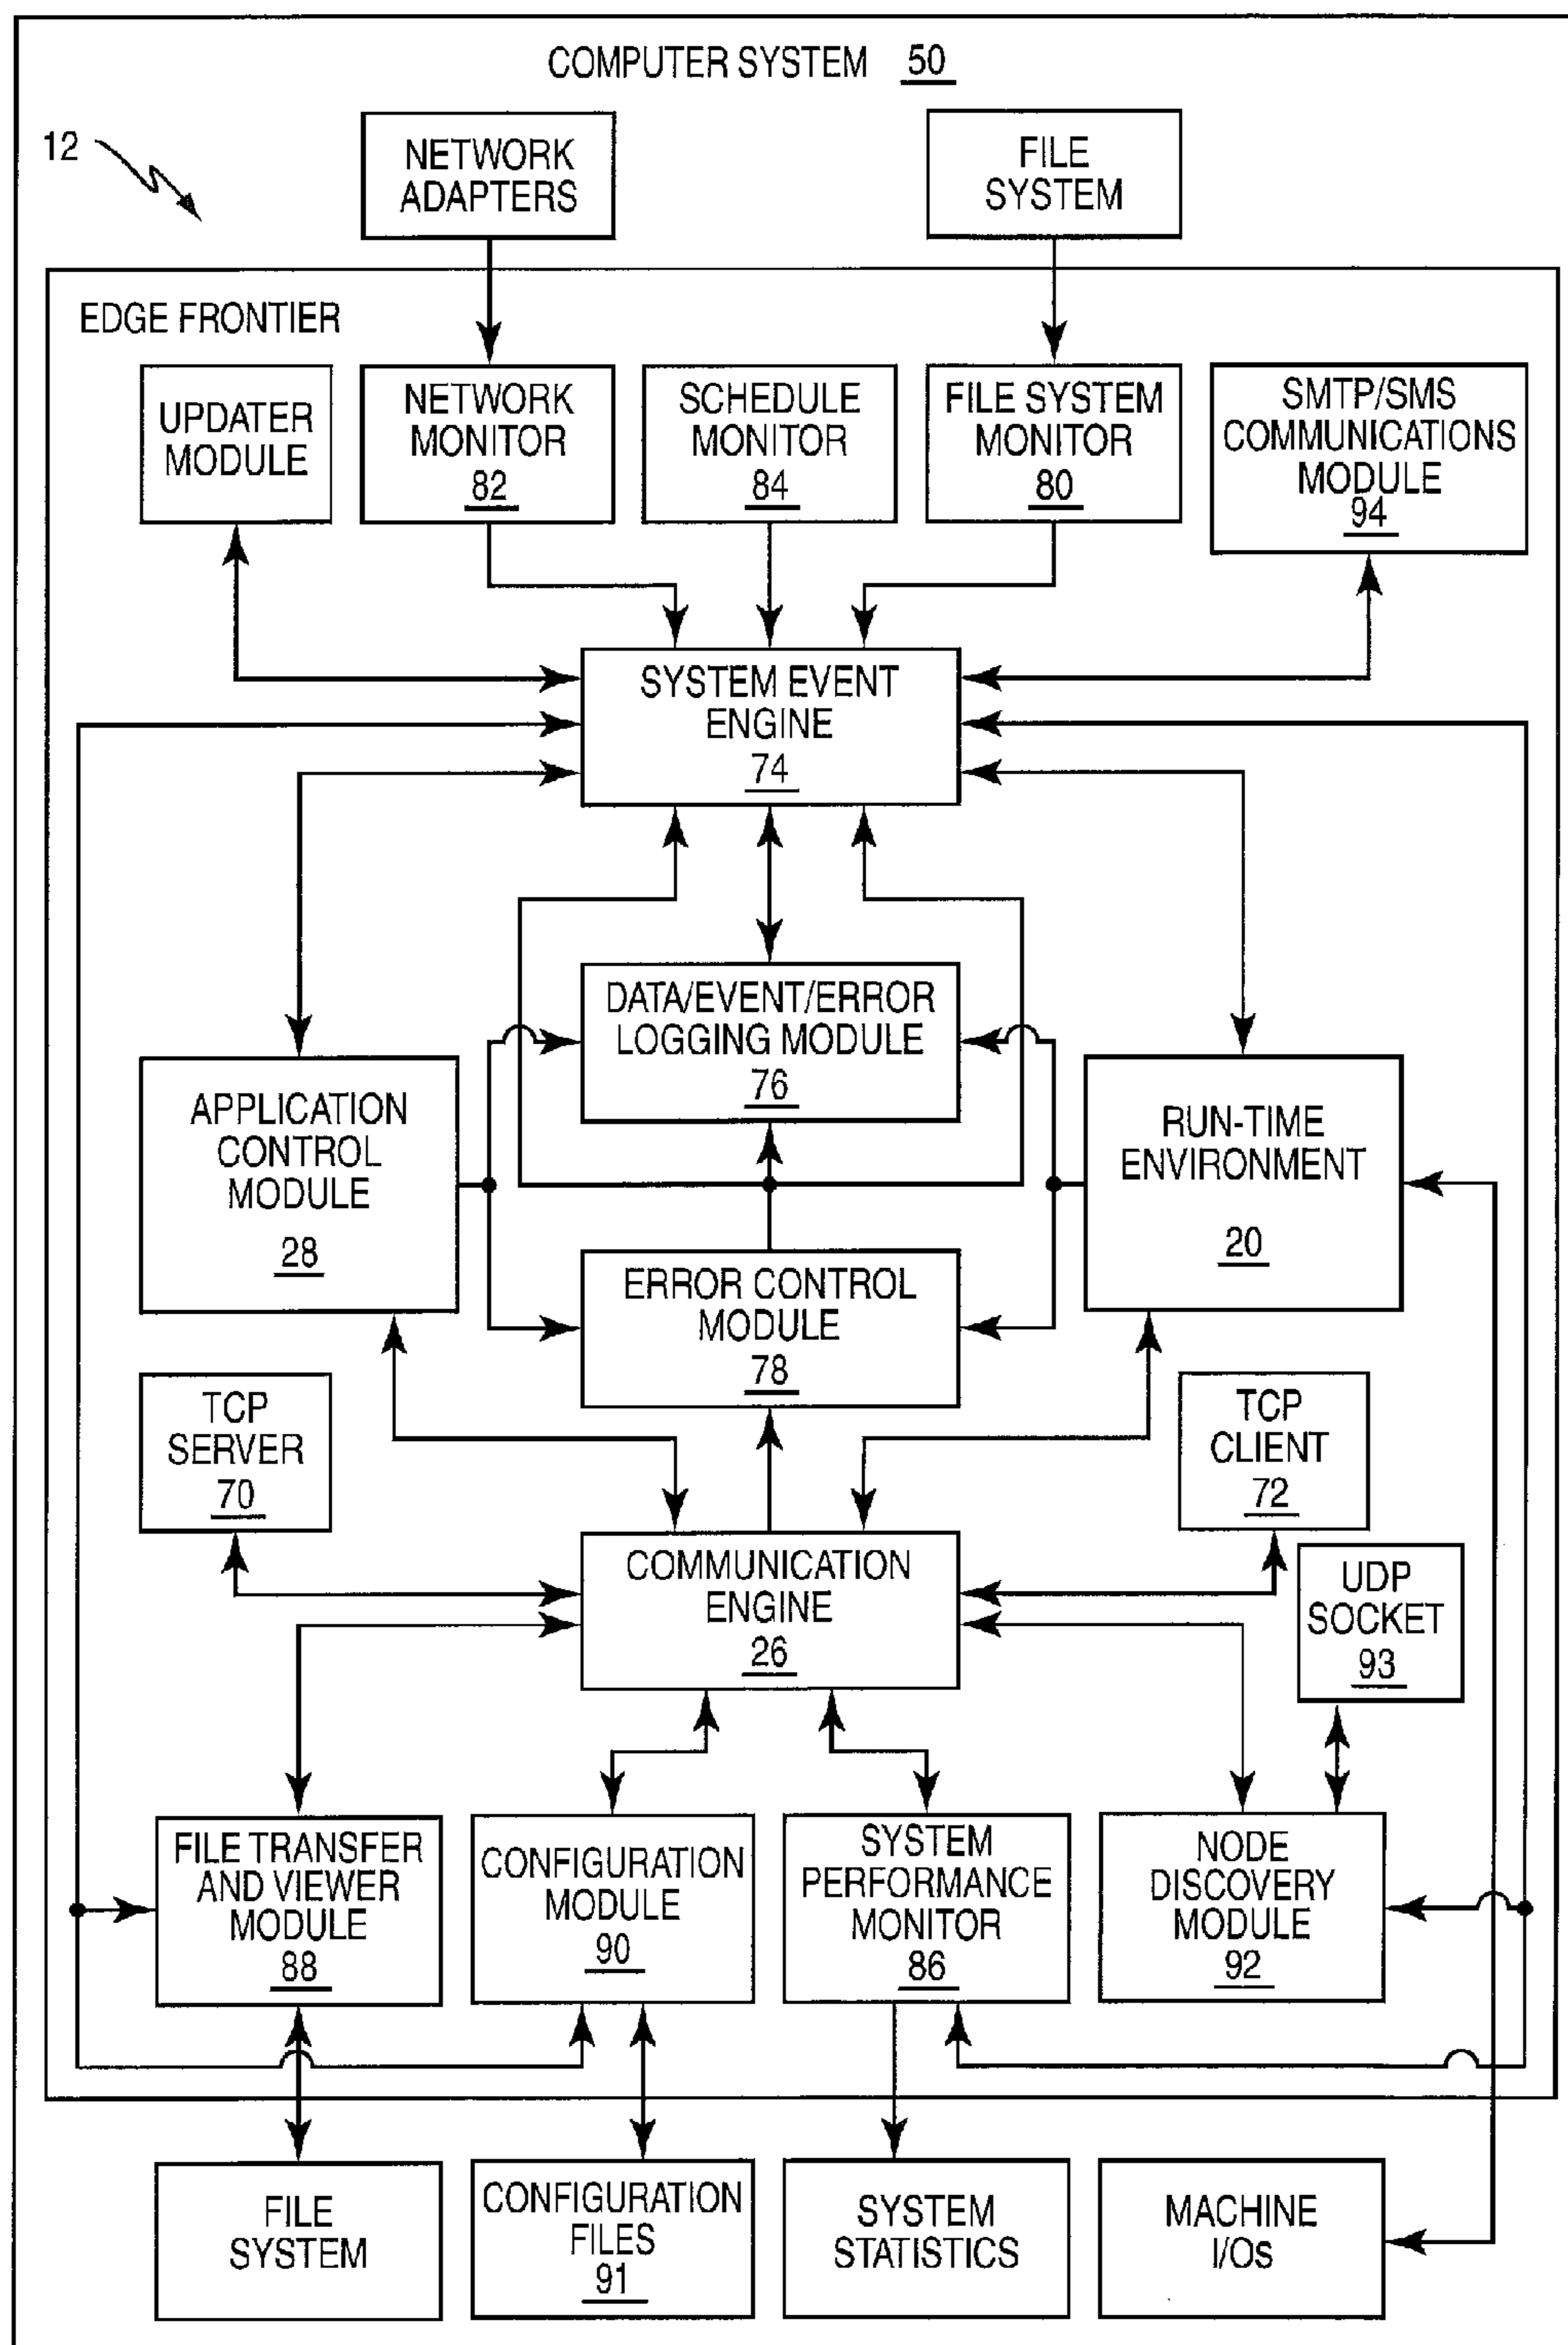 COMPUTER SYSTEM 50
12
NETWORK
ADAPTERS
FILE
SYSTEM
EDGE FRONTIER
UPDATER
MODULE
NETWORK
MONITOR
82
SCHEDULE
MONITOR
84
FILE SYSTEM
MONITOR
80
SMTP/SMS
COMMUNICATIONS
MODULE
94
SYSTEM EVENT
ENGINE
74
DATA/EVENT/ERROR
LOGGING MODULE
76
APPLICATION
CONTROL
MODULE
28
RUN-TIME
ENVIRONMENT
20
ERROR CONTROL
MODULE
78
TCP
SERVER
70
TCP
CLIENT
72
COMMUNICATION
ENGINE
26
UDP
SOCKET
93
FILE TRANSFER
AND VIEWER
MODULE
88
CONFIGURATION
MODULE
90
SYSTEM
PERFORMANCE
MONITOR
86
NODE
DISCOVERY
MODULE
92
FILE
SYSTEM
CONFIGURATION
FILES
91
SYSTEM
STATISTICS
MACHINE
I/Os